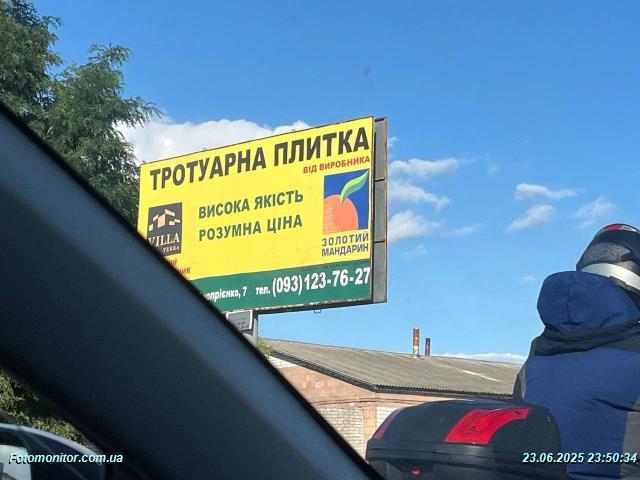 ТРОТУАРНА ПЛИТКА
ВІД ВИРОБНИКА
ВИСОКА ЯКІСТЬ
РОЗУМНА ЦІНА
VILLA
TERRA
ЗОЛОТИЙ
МАНДАРИН
7 тел. (093)123-76-27
Fotomonitor.com.ua
23.06.2025 23:50:34